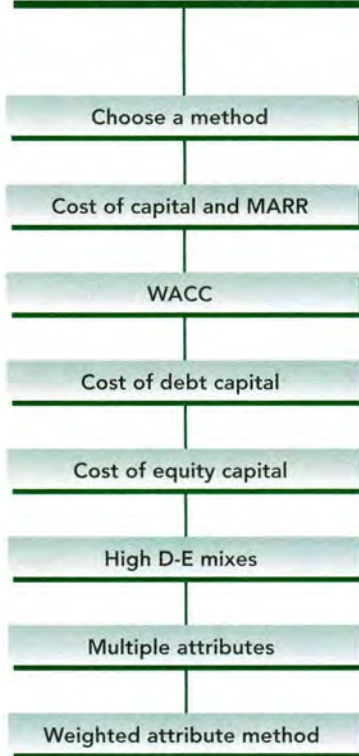 Choose a method
Cost of capital and MARR
WACC
Cost of debt capital
Cost of equity capital
High D-E mixes
Multiple attributes
Weighted attribute method